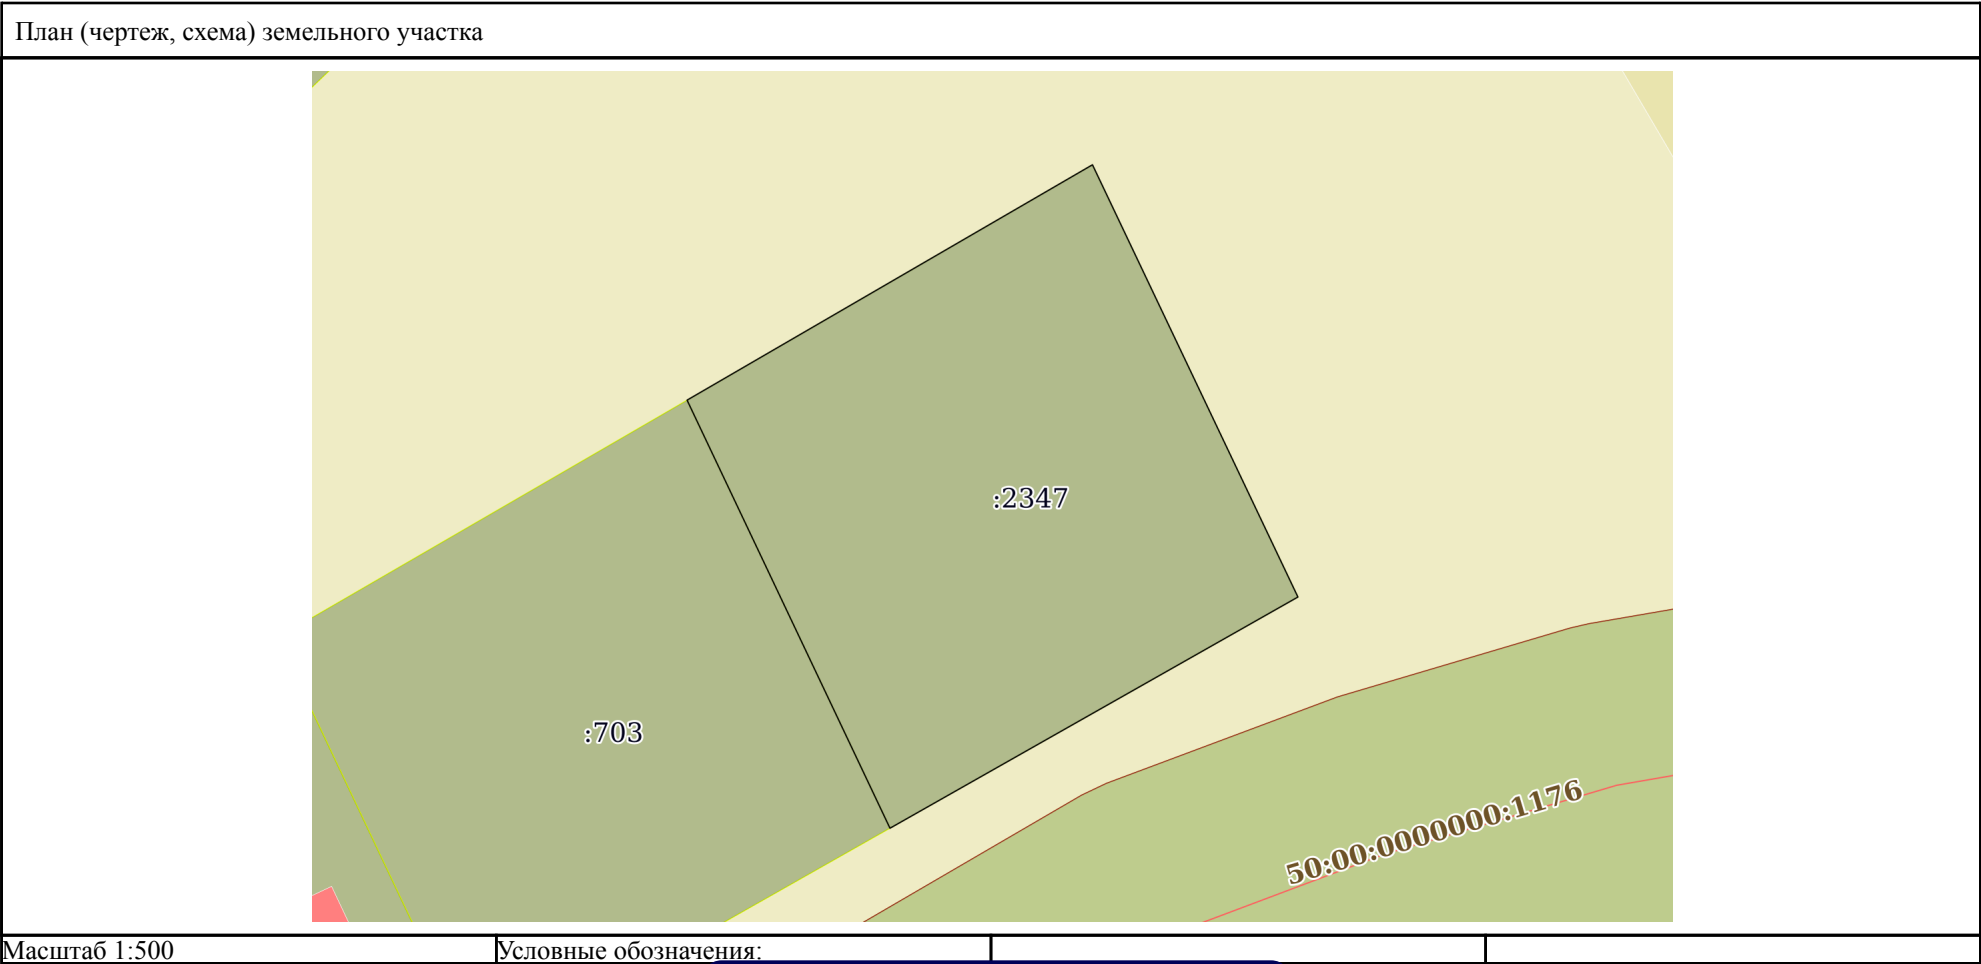 План (чертеж, схема) земельного участка
:2347
:703
50:00:0000000:1176
Масштаб 1:500
Условные обозначения: